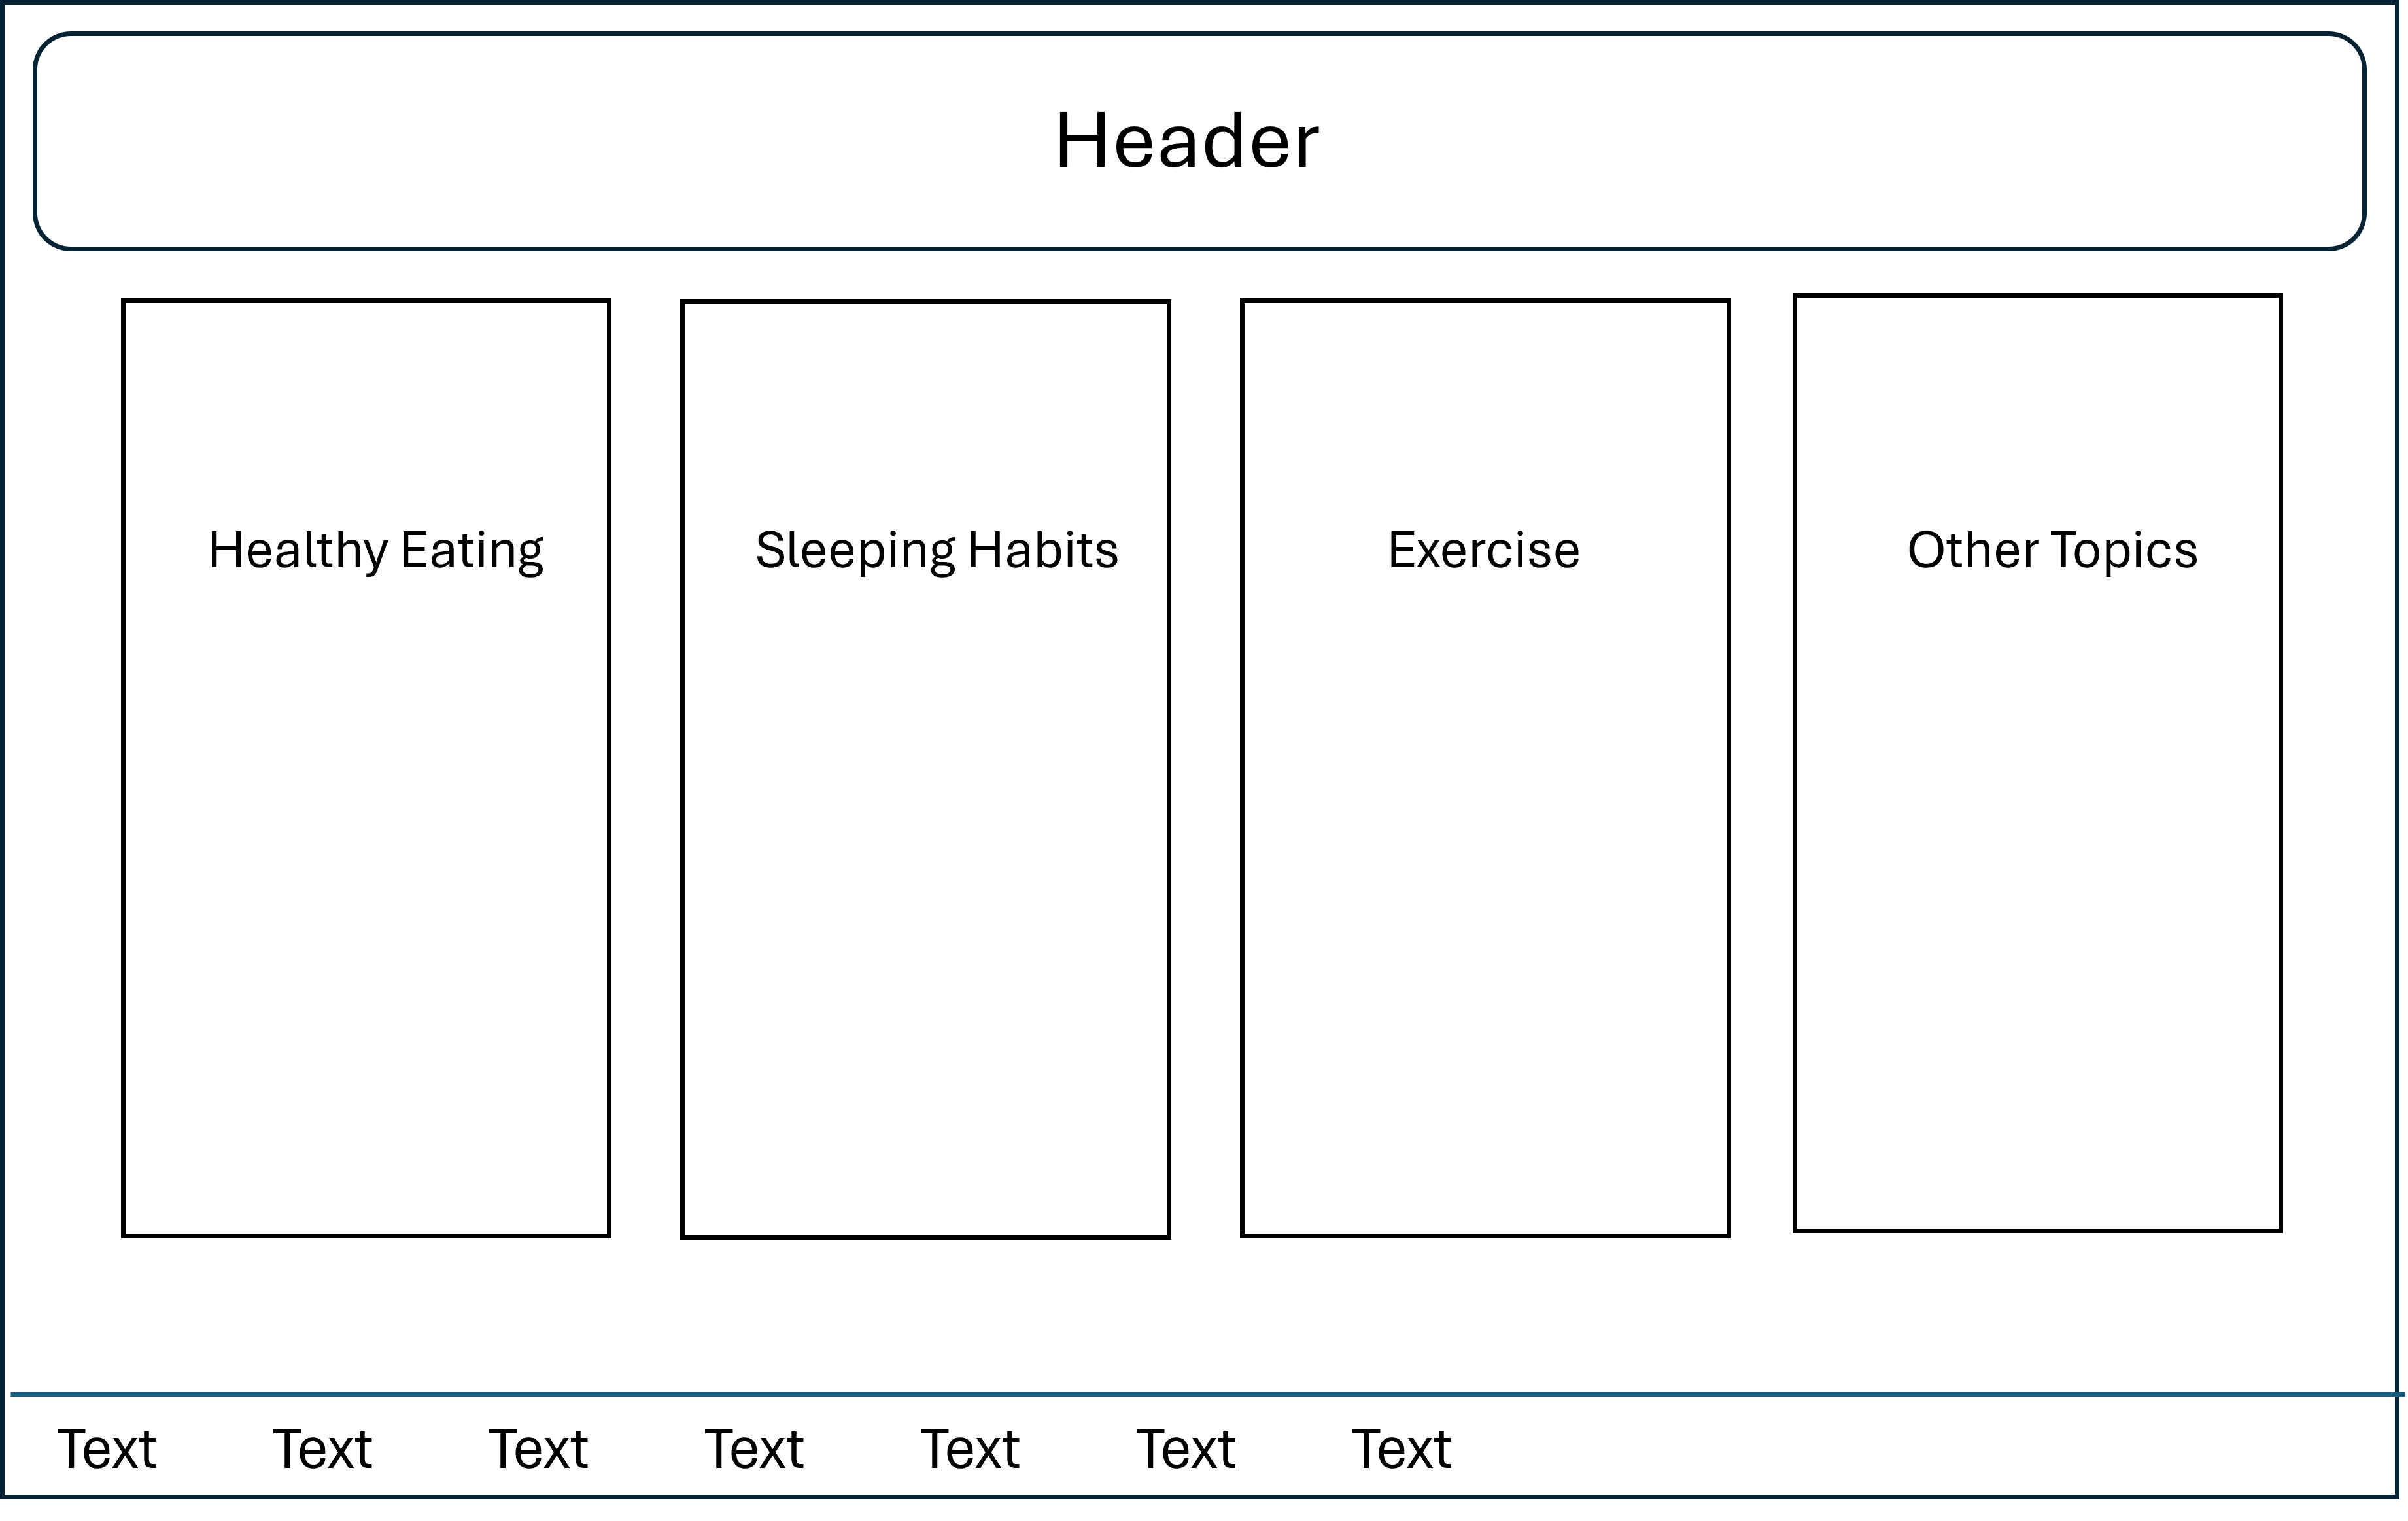 Header
Healthy Eating
Sleeping Habits
Exercise
Other Topics
Text Text Text Text Text Text Text